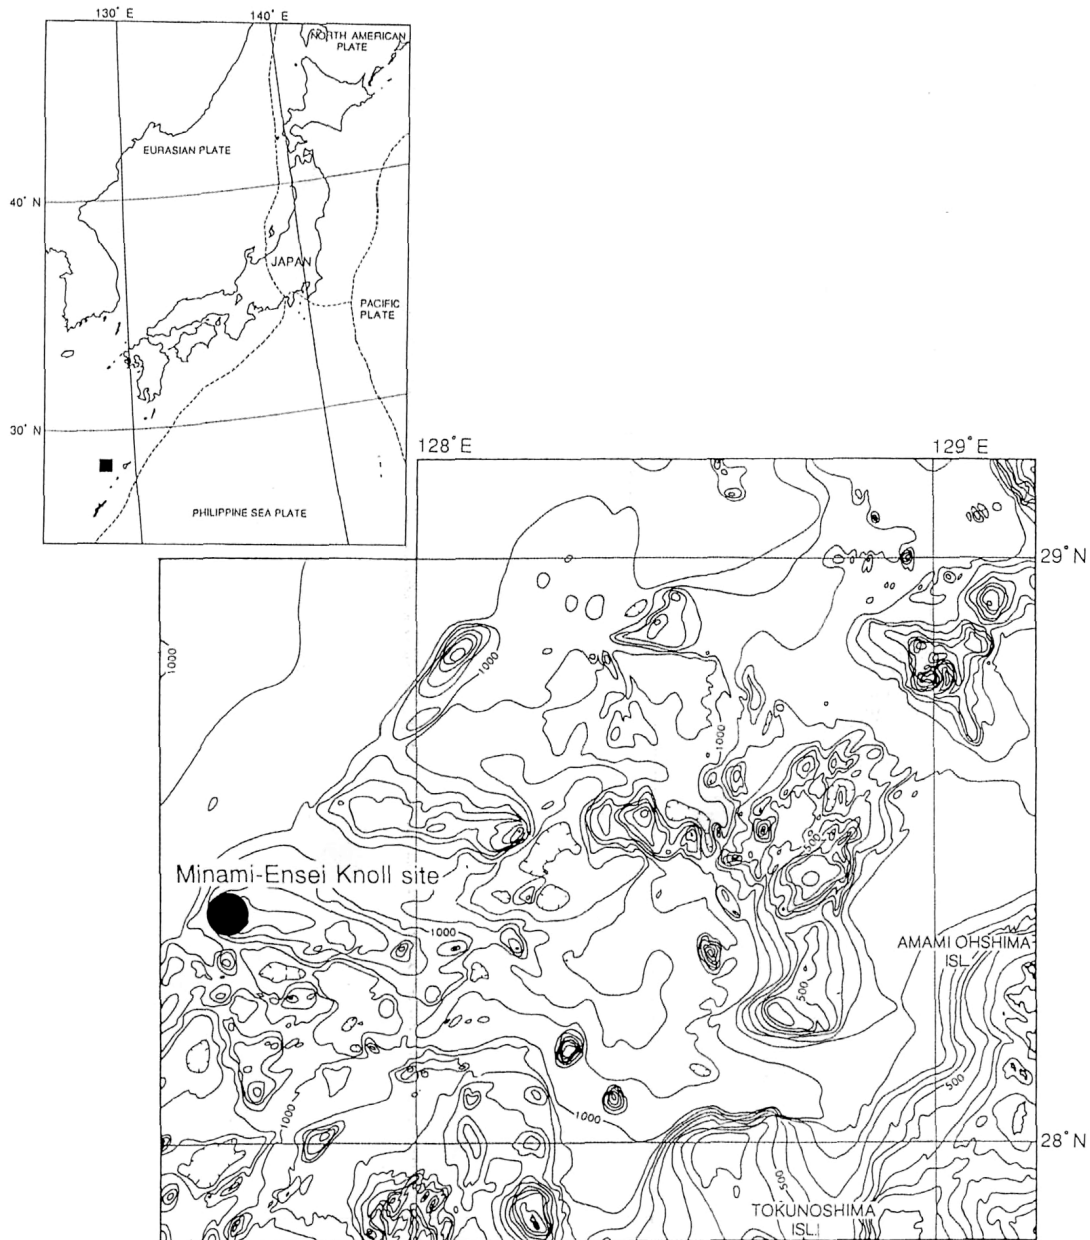 130° E
140° E
NORTH AMERICAN
PLATE
EURASIAN PLATE
40° N
JAPAN
PACIFIC
PLATE
30° N
PHILIPPINE SEA PLATE
128°E
129°E
29°N
1000
1000
1000
500
Minami-Ensei Knoll site
1000
AMAMI OHSHIMA
ISL.
500
500
1000
1000
28°N
500
TOKUNOSHIMA
ISL.